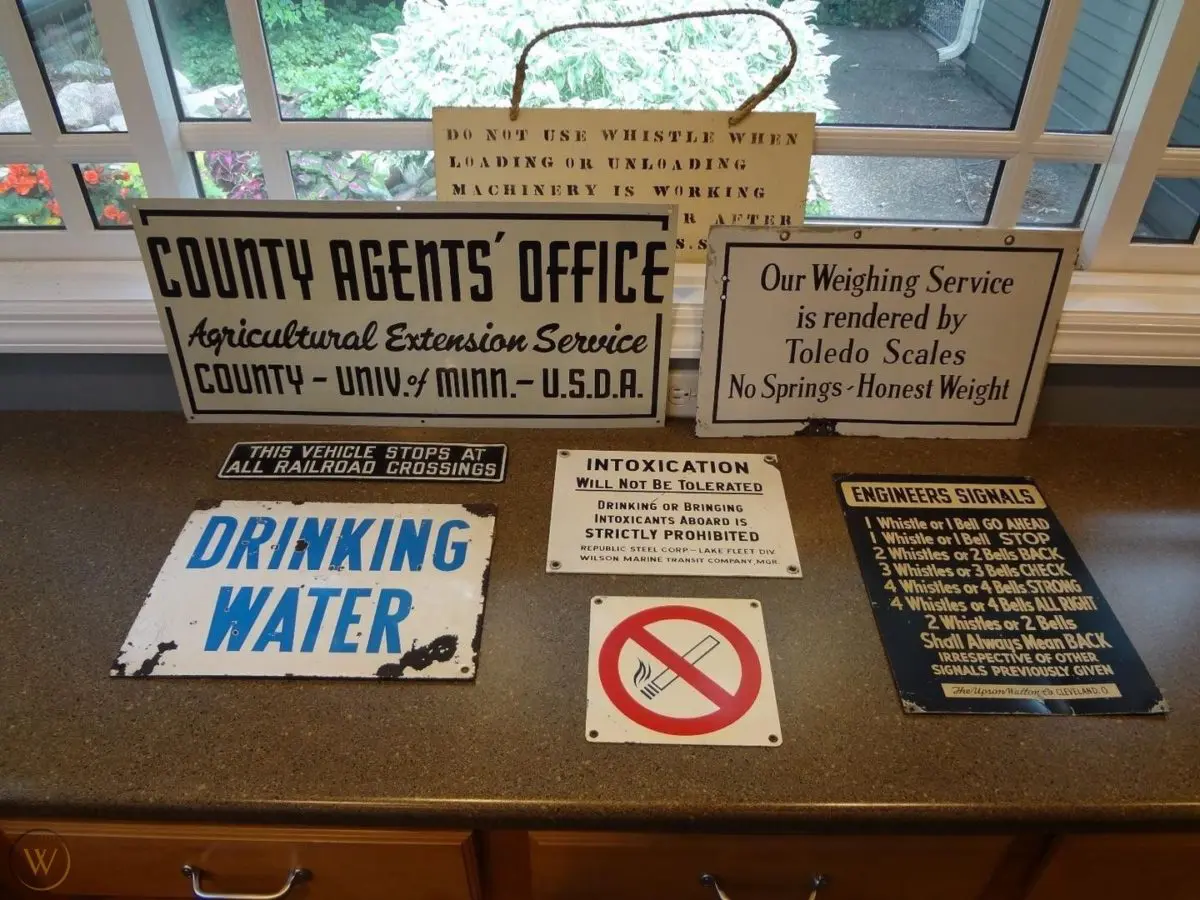 DO NOT USE WHISTLE WHEN
LOADING OR UNLOADING
MACHINERY IS WORKING
R AFTER
S.S.
COUNTY AGENTS' OFFICE
Agricultural Extension Service
COUNTY - UNIV. of MINN. - U.S.D.A.
Our Weighing Service
is rendered by
Toledo Scales
No Springs - Honest Weight
THIS VEHICLE STOPS AT
ALL RAILROAD CROSSINGS
DRINKING
WATER
INTOXICATION
WILL NOT BE TOLERATED
DRINKING OR BRINGING
INTOXICANTS ABOARD IS
STRICTLY PROHIBITED
REPUBLIC STEEL CORP - LAKE FLEET DIV.
WILSON MARINE TRANSIT COMPANY, MGR.
ENGINEERS SIGNALS
1 Whistle or 1 Bell GO AHEAD
1 Whistle or 1 Bell STOP
2 Whistles or 2 Bells BACK
3 Whistles or 3 Bells CHECK
4 Whistles or 4 Bells STRONG
4 Whistles or 4 Bells ALL RIGHT
2 Whistles or 2 Bells
Shall Always Mean BACK
IRRESPECTIVE OF OTHER
SIGNALS PREVIOUSLY GIVEN
The Upson Walton Co. CLEVELAND, O.
W